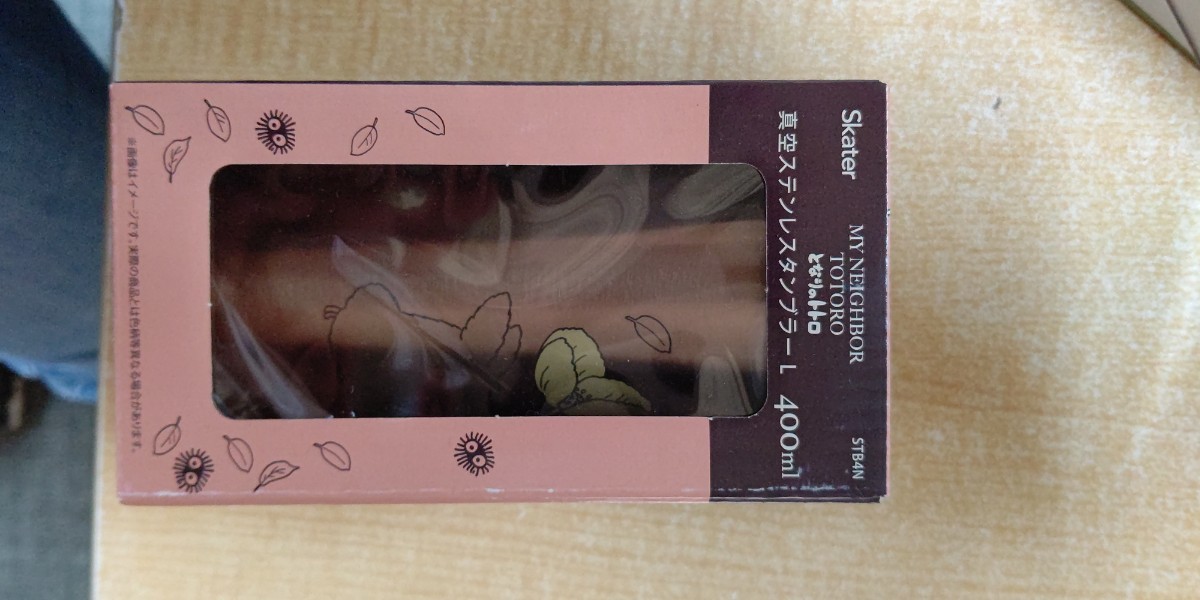 Skater
MY NEIGHBOR
TOTORO
となりのトトロ
STB4N
真空ステンレスタンブラー L 400ml
※画像はイメージです。実際の商品とは色柄等異なる場合があります。